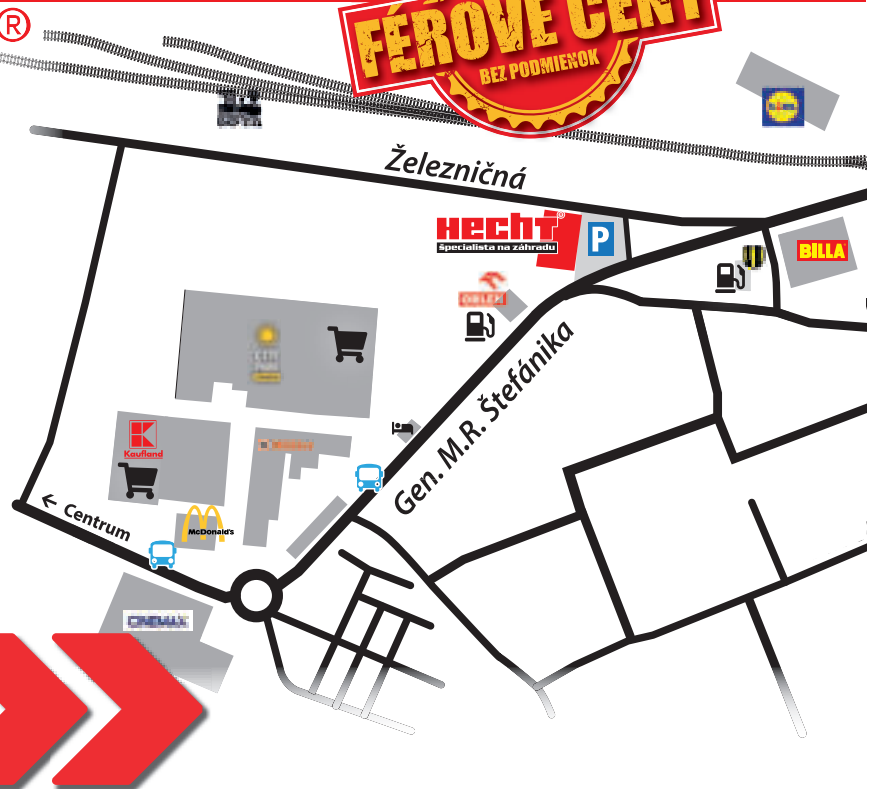 ®
FÉROVÉ CENY
BEZ PODMIENOK
Železničná
HECHT®
špecialista na záhradu
P
BILLA
ORLEN
Gen. M.R. Štefánika
Kaufland
McDonald's
← Centrum
CINEMAX